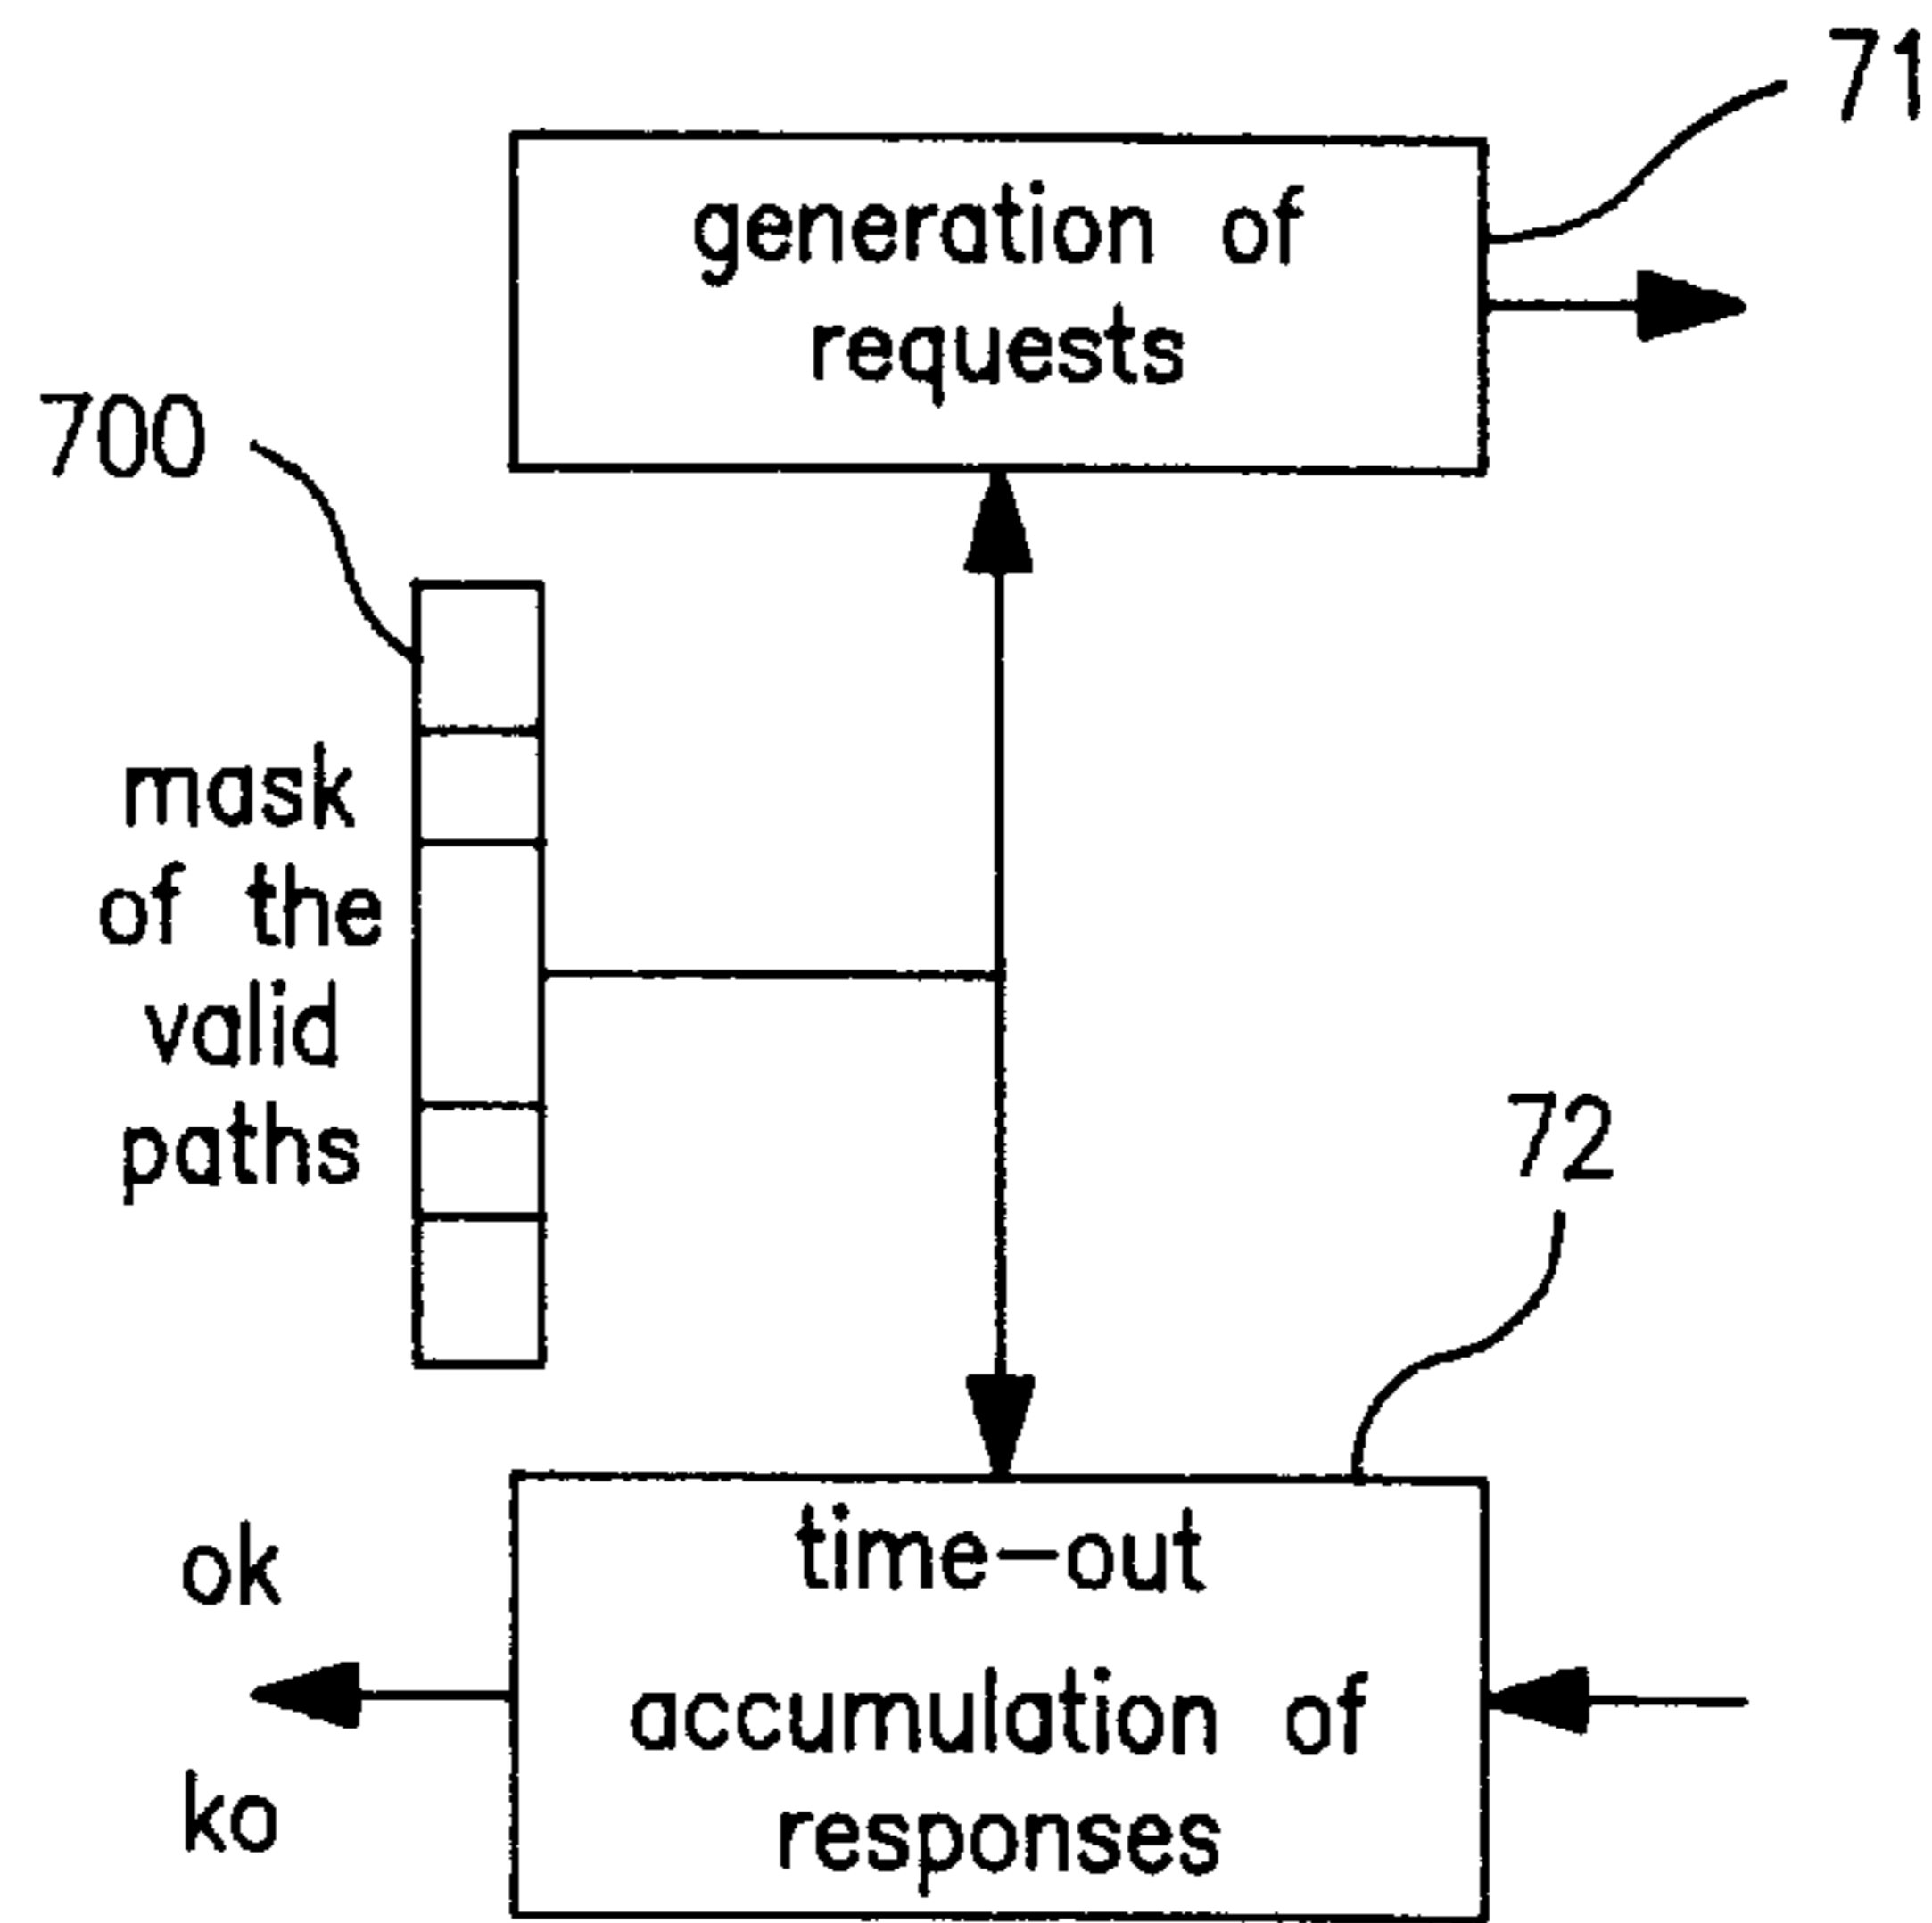 71
generation of
requests
700
mask
of the
valid
paths
72
time-out
accumulation of
responses
ok
ko